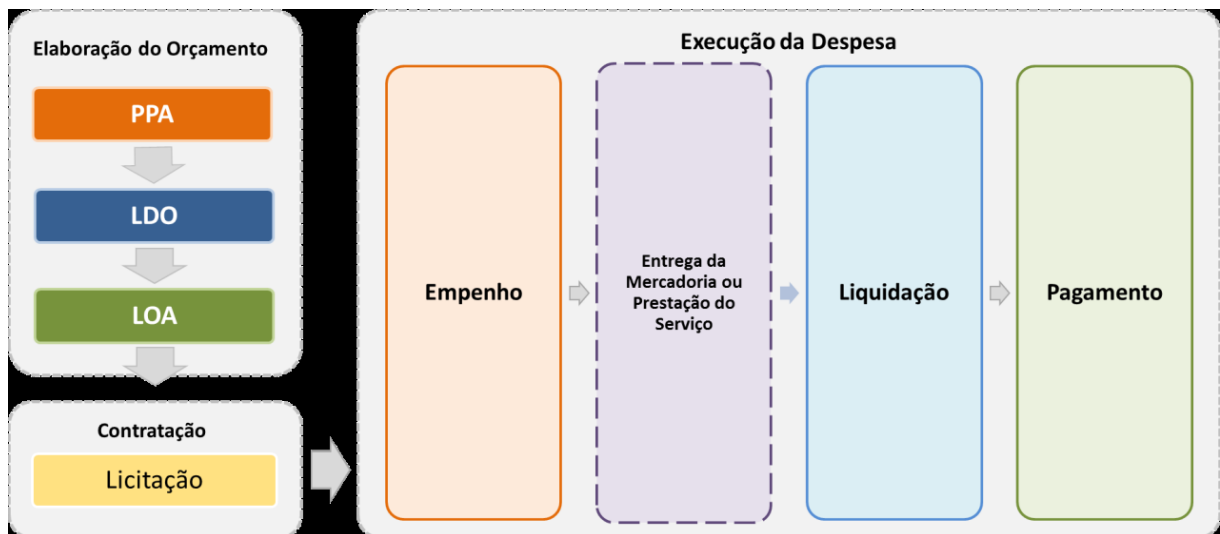 Elaboração do Orçamento
PPA
LDO
LOA
Contratação
Licitação
Execução da Despesa
Empenho
Entrega da
Mercadoria ou
Prestação do
Serviço
Liquidação
Pagamento